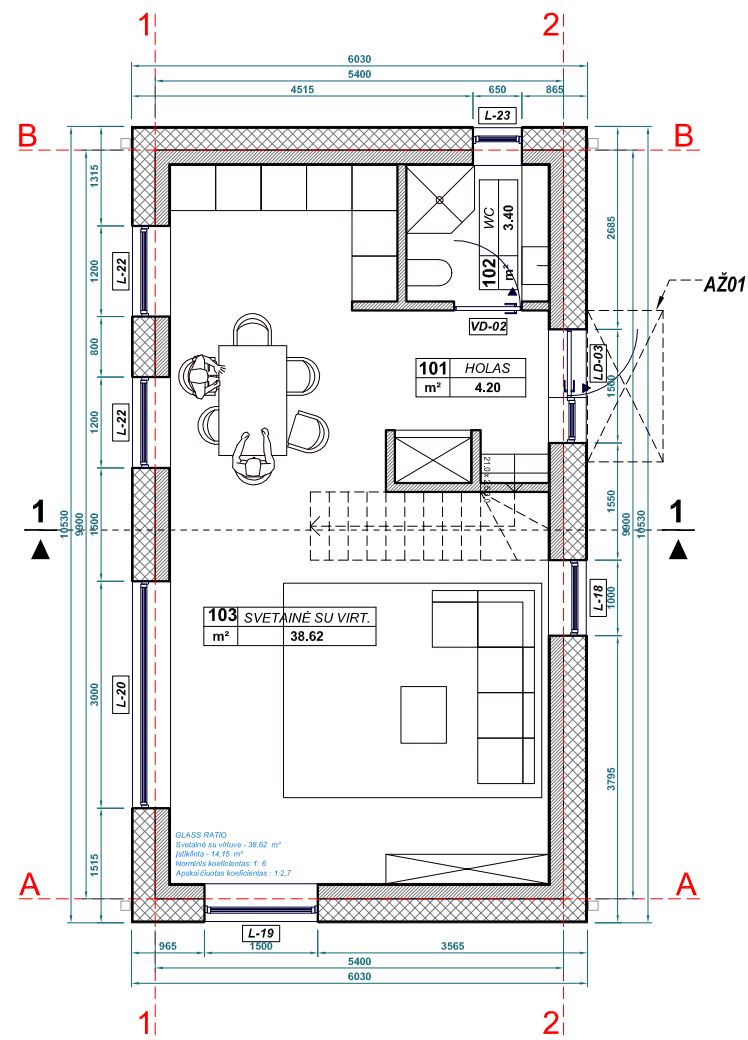 1
2
6030
5400
4515
650
865
L-23
B
B
1315
2685
WC
3.40
102
m²
1200
L-22
AŽ01
VD-02
800
LD-03
1500
101
HOLAS
m²
4.20
1200
L-22
21,0 x
1
1
10530
9900
1500
1550
9900
10530
1000
L-18
103
SVETAINĖ SU VIRT.
m²
38.62
3000
L-20
3795
GLASS RATIO
Svetainė su virtuve - 38,62 m²
Įstiklinta - 14,15 m²
Norminis koeficientas: 1: 6
Apskaičiuotas koeficientas : 1:2,7
1515
A
A
L-19
965
1500
3565
5400
6030
1
2